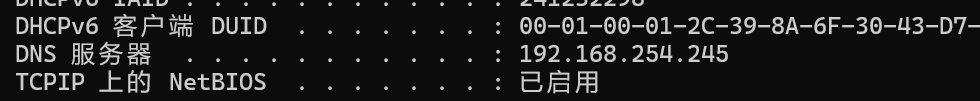 DHCPv6 IAID . . . . . . . . . . . : 241252298
DHCPv6 客户端 DUID . . . . . . . : 00-01-00-01-2C-39-8A-6F-30-43-D7-
DNS 服务器 . . . . . . . . . . . : 192.168.254.245
TCPIP 上的 NetBIOS . . . . . . . : 已启用